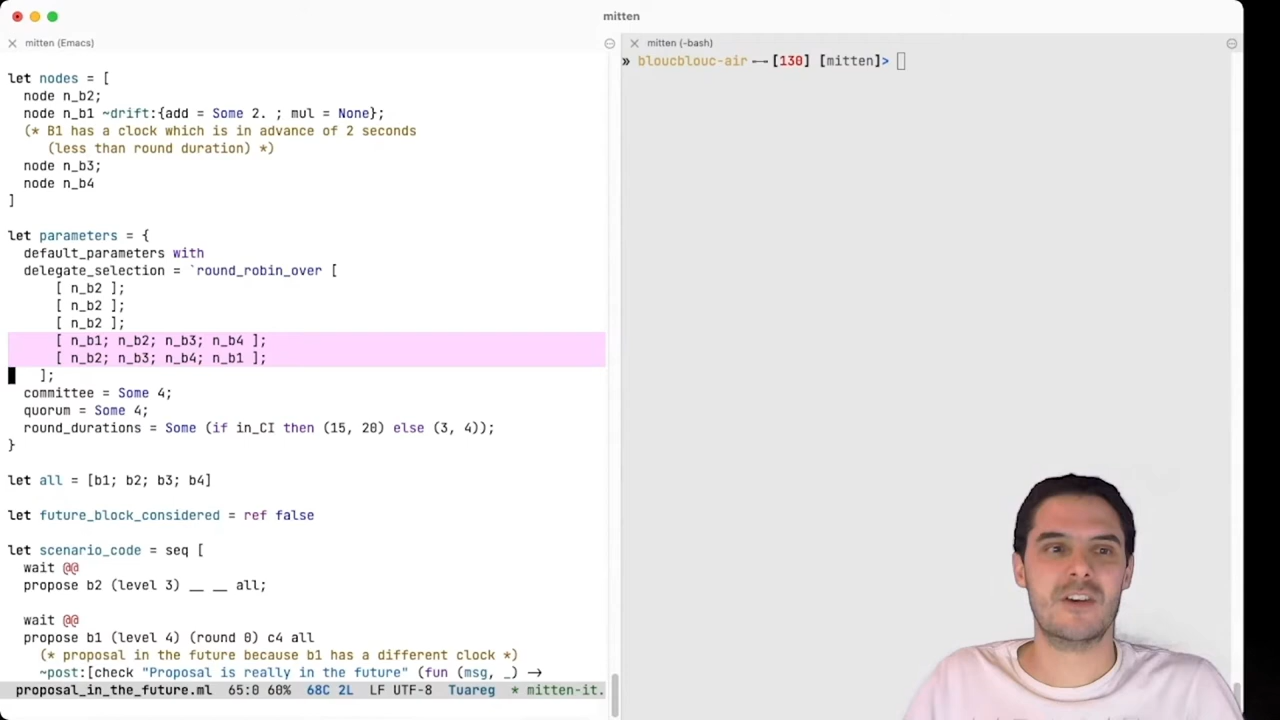 mitten
mitten (Emacs)
mitten (-bash)
» bloucblouc-air ⟻ [130] [mitten]>
let nodes = [
node n_b2;
node n_b1 ~drift:{add = Some 2. ; mul = None};
(* B1 has a clock which is in advance of 2 seconds
(less than round duration) *)
node n_b3;
node n_b4
]
let parameters = {
default_parameters with
delegate_selection = `round_robin_over [
[ n_b2 ];
[ n_b2 ];
[ n_b2 ];
[ n_b1; n_b2; n_b3; n_b4 ];
[ n_b2; n_b3; n_b4; n_b1 ];
];
committee = Some 4;
quorum = Some 4;
round_durations = Some (if in_CI then (15, 20) else (3, 4));
}
let all = [b1; b2; b3; b4]
let future_block_considered = ref false
let scenario_code = seq [
wait @@
propose b2 (level 3) __ __ all;
wait @@
propose b1 (level 4) (round 0) c4 all
(* proposal in the future because b1 has a different clock *)
~post:[check "Proposal is really in the future" (fun (msg, _) →
proposal_in_the_future.ml 65:0 60% 68C 2L LF UTF-8 Tuareg * mitten-it.